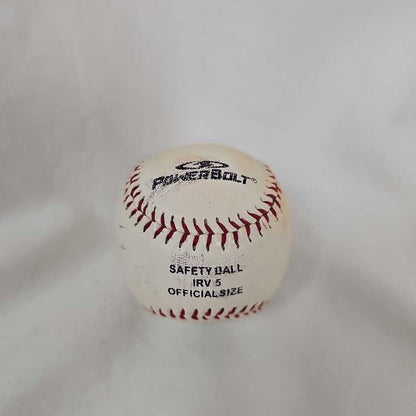 POWERBOLT®
SAFETY BALL
IRV 5
OFFICIAL SIZE